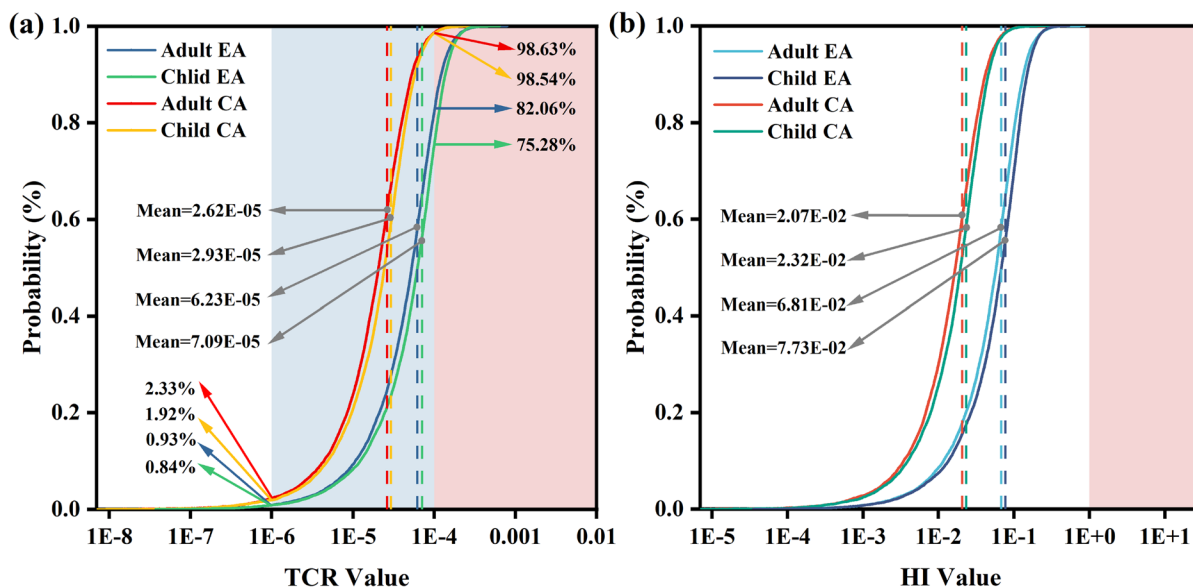 (a)
Adult EA
Chlid EA
Adult CA
Child CA
98.63%
98.54%
82.06%
75.28%
Mean=2.62E-05
Mean=2.93E-05
Mean=6.23E-05
Mean=7.09E-05
2.33%
1.92%
0.93%
0.84%
Probability (%)
1.0
0.8
0.6
0.4
0.2
0.0
1E-8 1E-7 1E-6 1E-5 1E-4 0.001 0.01
TCR Value
(b)
Adult EA
Child EA
Adult CA
Child CA
Mean=2.07E-02
Mean=2.32E-02
Mean=6.81E-02
Mean=7.73E-02
Probability (%)
1.0
0.8
0.6
0.4
0.2
0.0
1E-5 1E-4 1E-3 1E-2 1E-1 1E+0 1E+1
HI Value